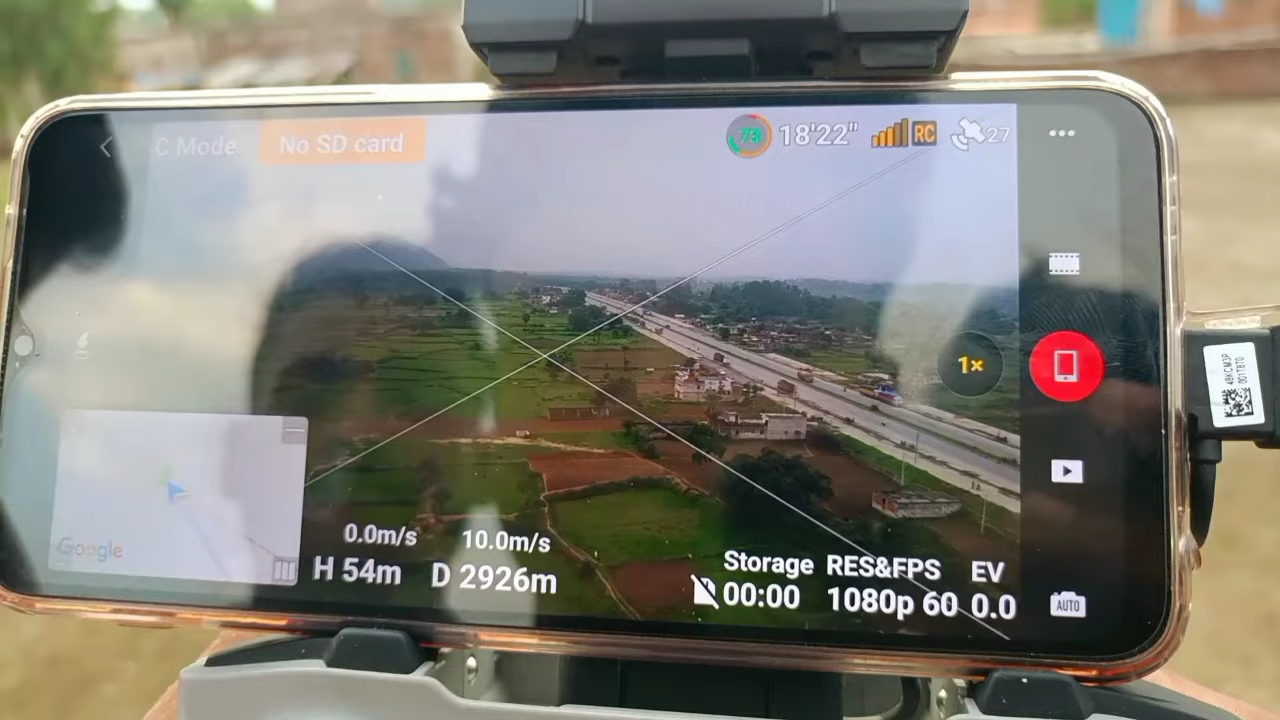 C Mode
No SD card
78
18'22"
RC
27
1×
Google
0.0m/s
10.0m/s
H 54m
D 2926m
Storage
RES&FPS
EV
00:00
1080p 60
0.0
AUTO